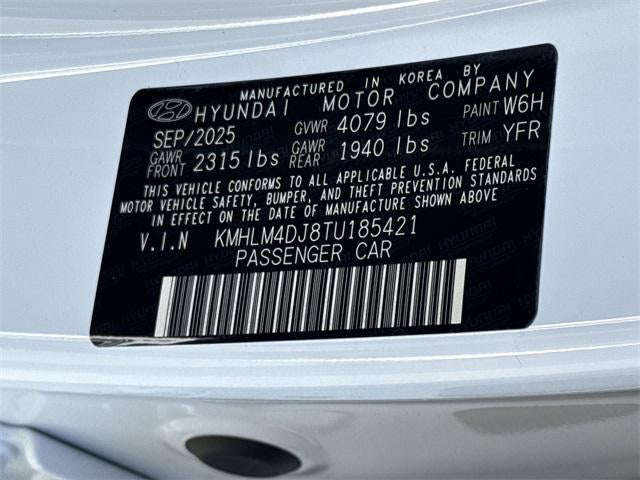 MANUFACTURED IN KOREA BY
HYUNDAI MOTOR COMPANY
SEP/2025 GVWR 4079 lbs PAINT W6H
GAWR FRONT 2315 lbs GAWR REAR 1940 lbs TRIM YFR
THIS VEHICLE CONFORMS TO ALL APPLICABLE U.S.A. FEDERAL
MOTOR VEHICLE SAFETY, BUMPER, AND THEFT PREVENTION STANDARDS
IN EFFECT ON THE DATE OF MANUFACTURE SHOWN ABOVE.
V.I.N KMHLM4DJ8TU185421
PASSENGER CAR